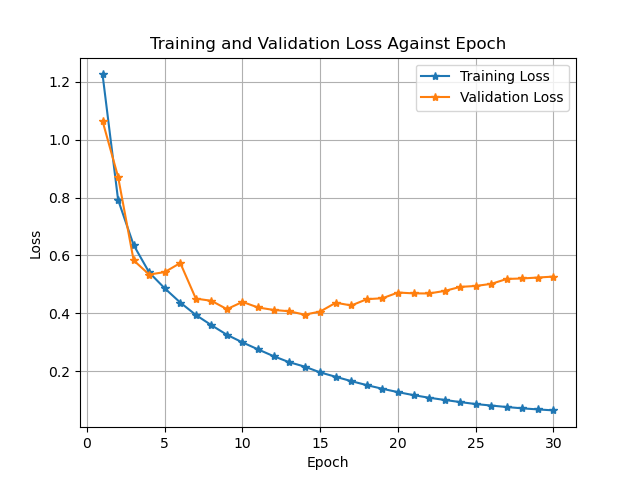 Training and Validation Loss Against Epoch
Training Loss
Validation Loss
1.2
1.0
0.8
0.6
0.4
0.2
Loss
0 5 10 15 20 25 30
Epoch